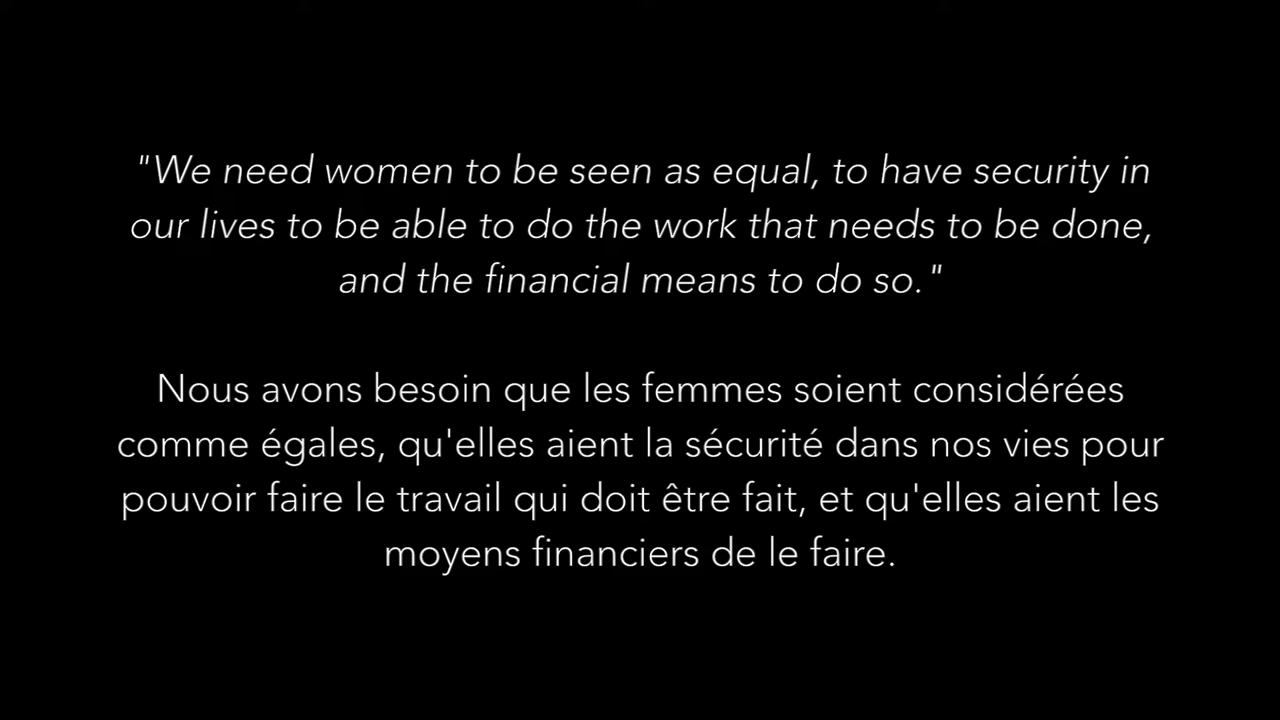 "We need women to be seen as equal, to have security in
our lives to be able to do the work that needs to be done,
and the financial means to do so."
Nous avons besoin que les femmes soient considérées
comme égales, qu'elles aient la sécurité dans nos vies pour
pouvoir faire le travail qui doit être fait, et qu'elles aient les
moyens financiers de le faire.